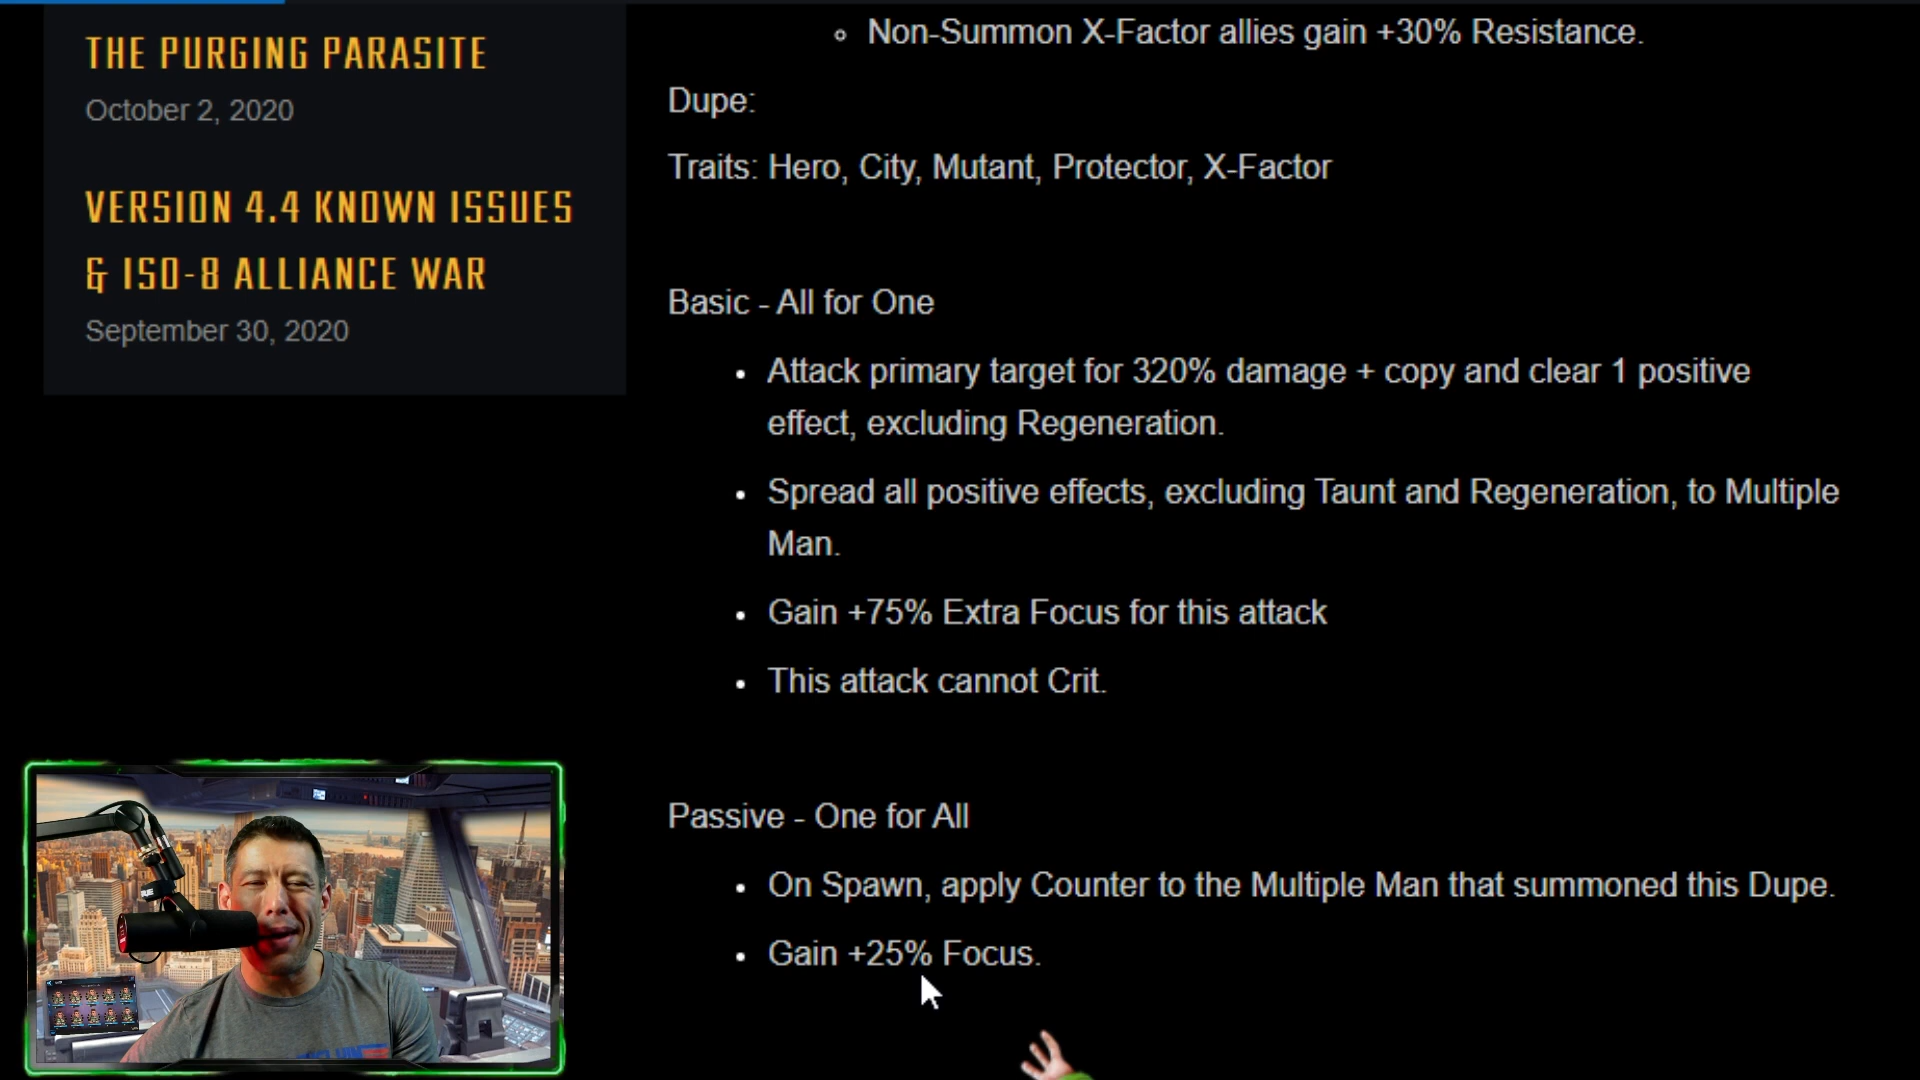 THE PURGING PARASITE
October 2, 2020
VERSION 4.4 KNOWN ISSUES
& ISO-8 ALLIANCE WAR
September 30, 2020
Non-Summon X-Factor allies gain +30% Resistance.
Dupe:
Traits: Hero, City, Mutant, Protector, X-Factor
Basic - All for One
Attack primary target for 320% damage + copy and clear 1 positive
effect, excluding Regeneration.
Spread all positive effects, excluding Taunt and Regeneration, to Multiple
Man.
Gain +75% Extra Focus for this attack
This attack cannot Crit.
Passive - One for All
On Spawn, apply Counter to the Multiple Man that summoned this Dupe.
Gain +25% Focus.